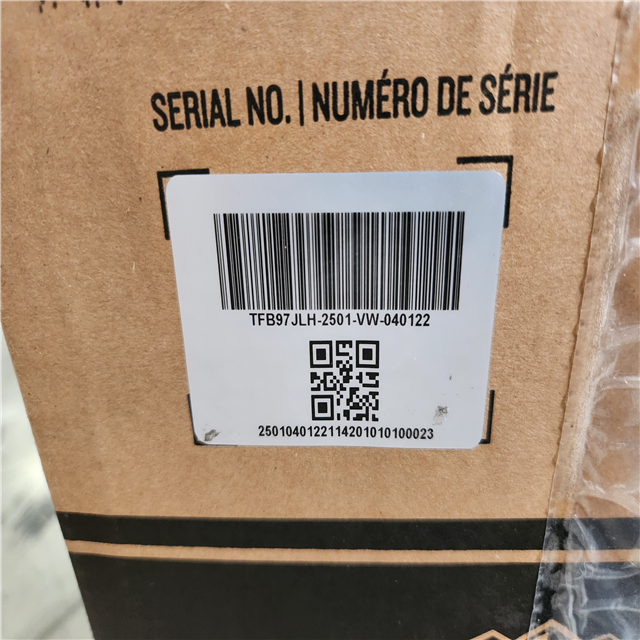 SERIAL NO. | NUMÉRO DE SÉRIE
TFB97JLH-2501-VW-040122
2501040122114201010100023